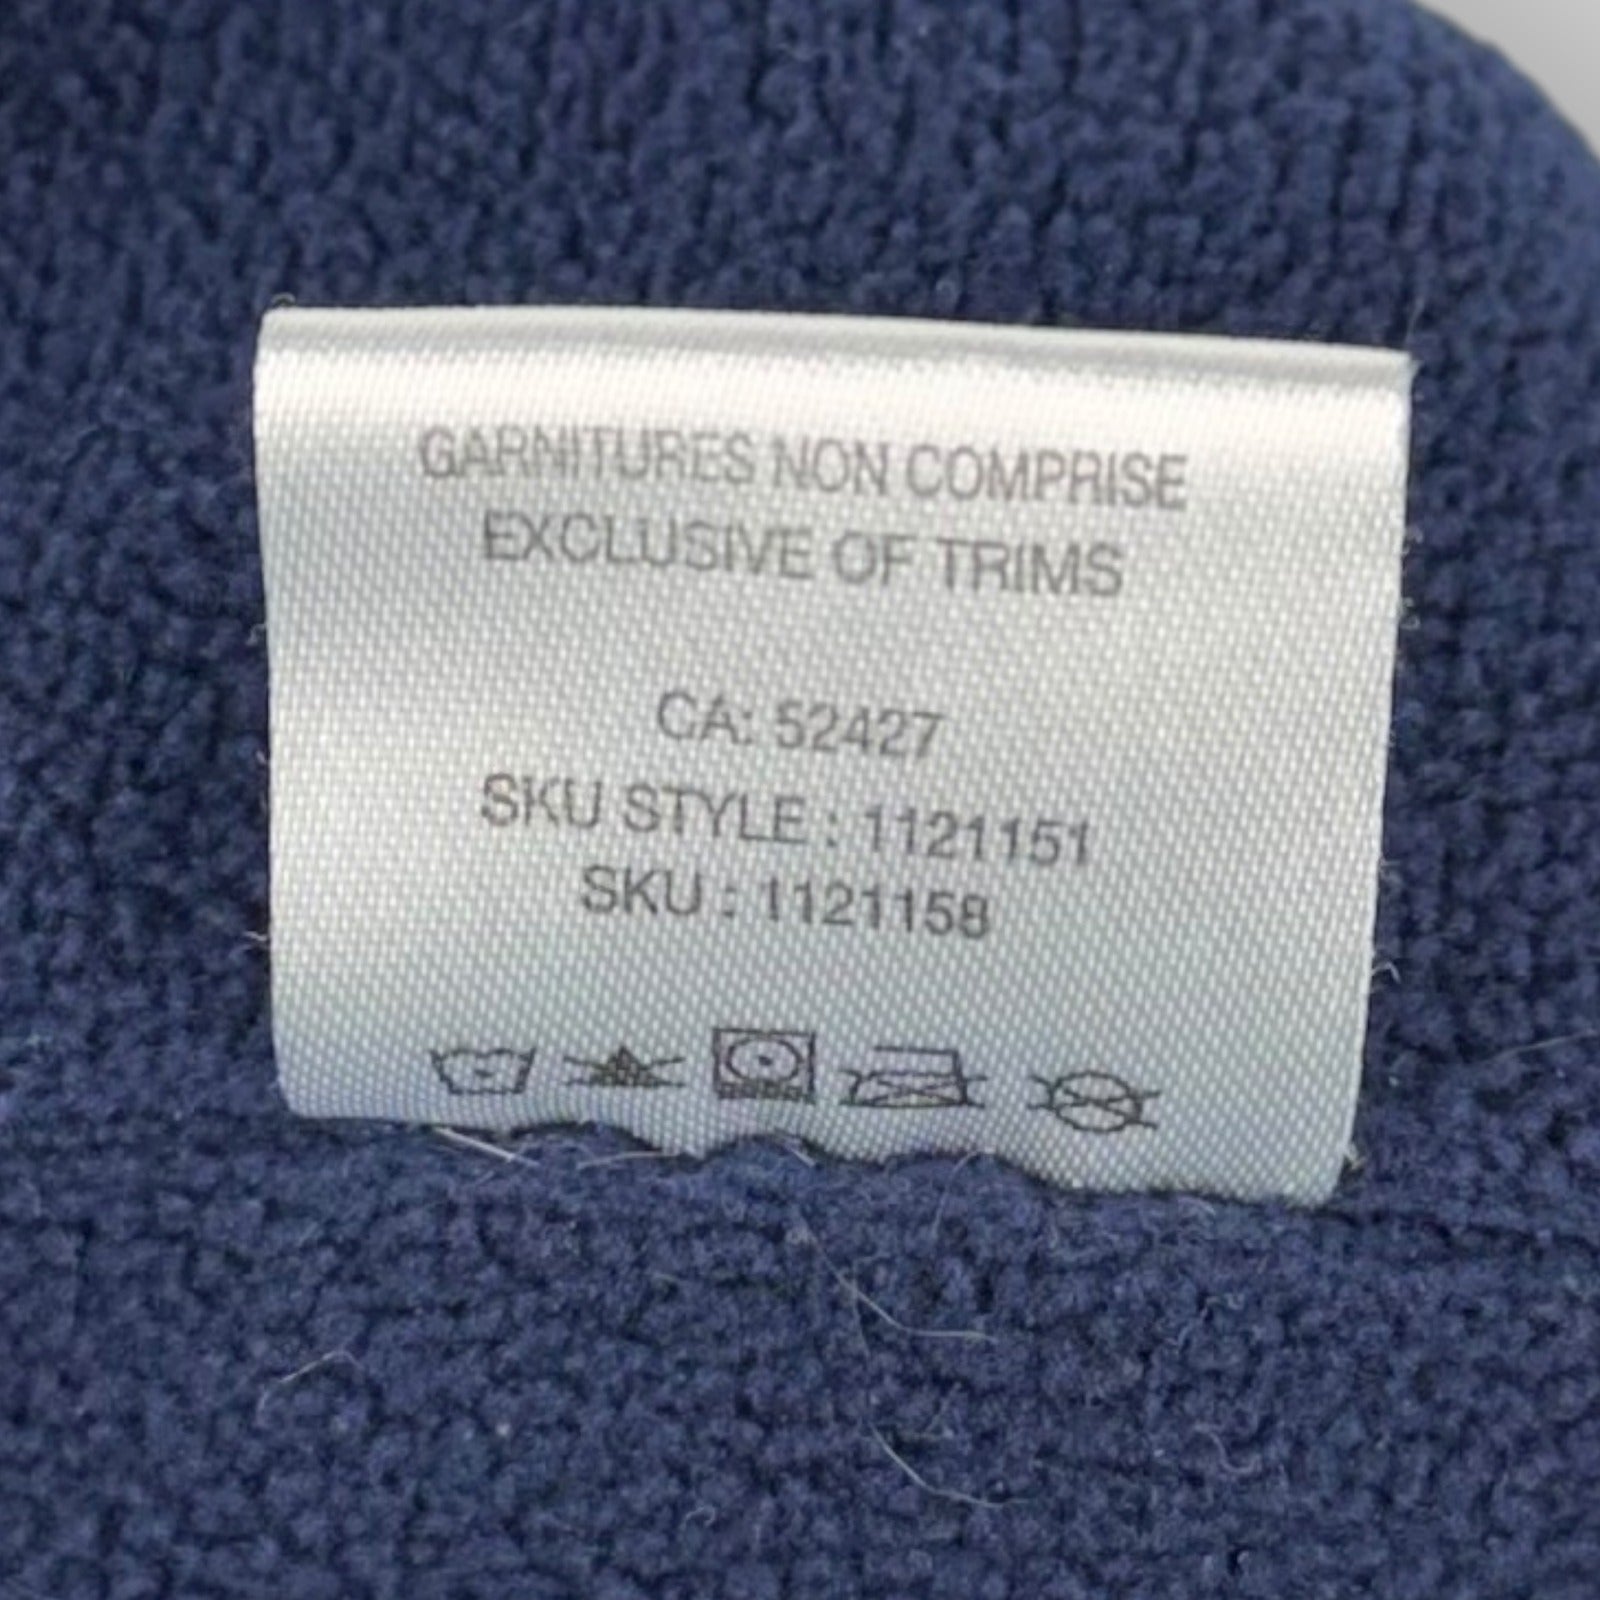 GARNITURES NON COMPRISE
EXCLUSIVE OF TRIMS
CA: 52427
SKU STYLE : 1121151
SKU : 1121158